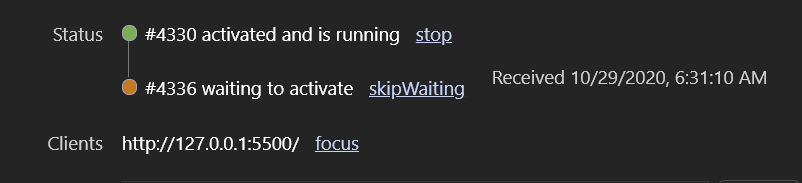 Status #4330 activated and is running stop
#4336 waiting to activate skipWaiting Received 10/29/2020, 6:31:10 AM
Clients http://127.0.0.1:5500/ focus